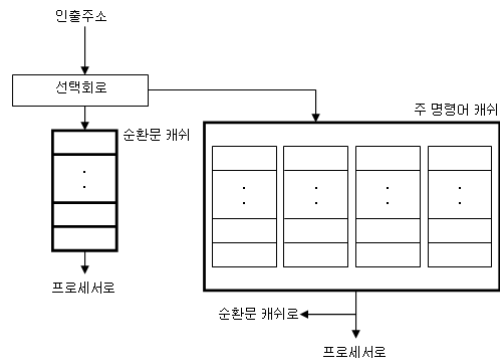 인출주소
선택회로
순환문 캐쉬
주 명령어 캐쉬
프로세서로
순환문 캐쉬로
프로세서로